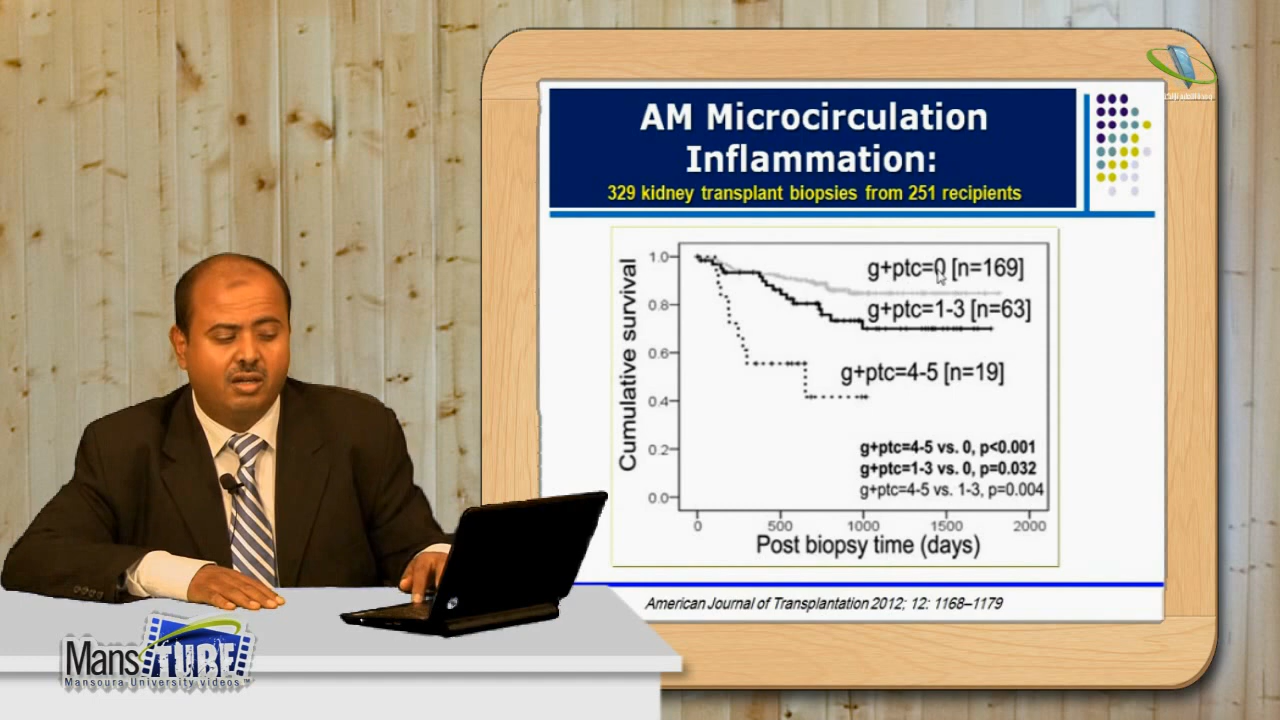 AM Microcirculation
Inflammation:
329 kidney transplant biopsies from 251 recipients
Cumulative survival
1.0
0.8
0.6
0.4
0.2
0.0
g+ptc=0 [n=169]
g+ptc=1-3 [n=63]
g+ptc=4-5 [n=19]
g+ptc=4-5 vs. 0, p<0.001
g+ptc=1-3 vs. 0, p=0.032
g+ptc=4-5 vs. 1-3, p=0.004
0 500 1000 1500 2000
Post biopsy time (days)
American Journal of Transplantation 2012; 12: 1168–1179
Mans TUBE
Mansoura University videos